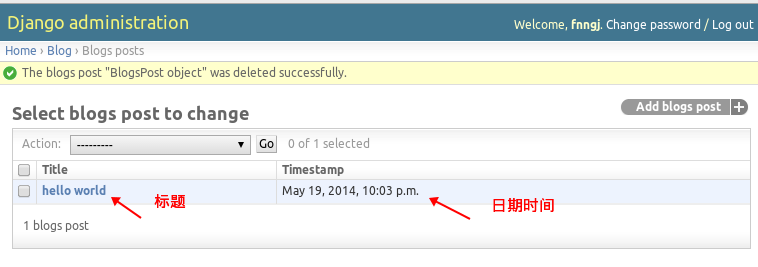 Django administration
Welcome, fnngj. Change password / Log out
Home › Blog › Blogs posts
The blogs post "BlogsPost object" was deleted successfully.
Select blogs post to change
Add blogs post
Action: --------- Go 0 of 1 selected
Title Timestamp
hello world May 19, 2014, 10:03 p.m.
标题 日期时间
1 blogs post